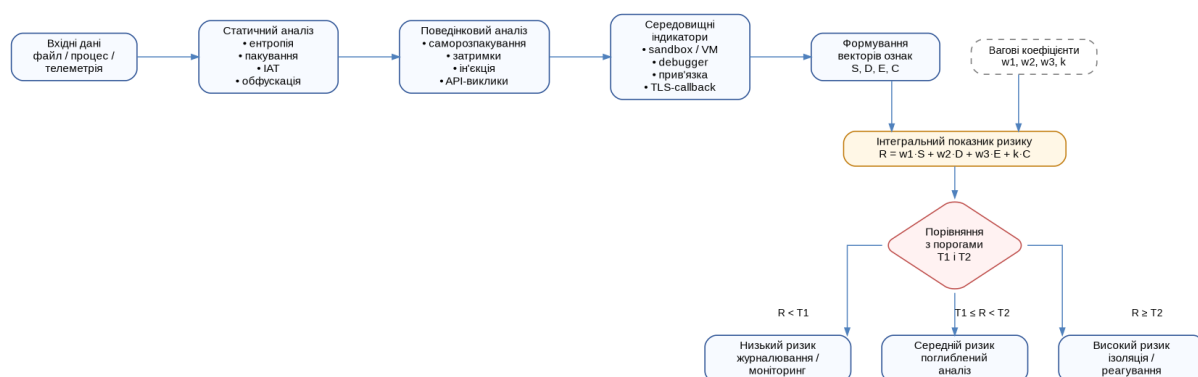 Вхідні дані
файл / процес /
телеметрія
Статичний аналіз
• ентропія
• пакування
• IAT
• обфускація
Поведінковий аналіз
• саморозпакування
• затримки
• ін'єкція
• API-виклики
Середовищні
індикатори
• sandbox / VM
• debugger
• прив'язка
• TLS-callback
Формування
векторів ознак
S, D, E, C
Вагові коефіцієнти
w1, w2, w3, k
Інтегральний показник ризику
R = w1·S + w2·D + w3·E + k·C
Порівняння
з порогами
T1 і T2
R < T1
T1 ≤ R < T2
R ≥ T2
Низький ризик
журналювання /
моніторинг
Середній ризик
поглиблений
аналіз
Високий ризик
ізоляція /
реагування